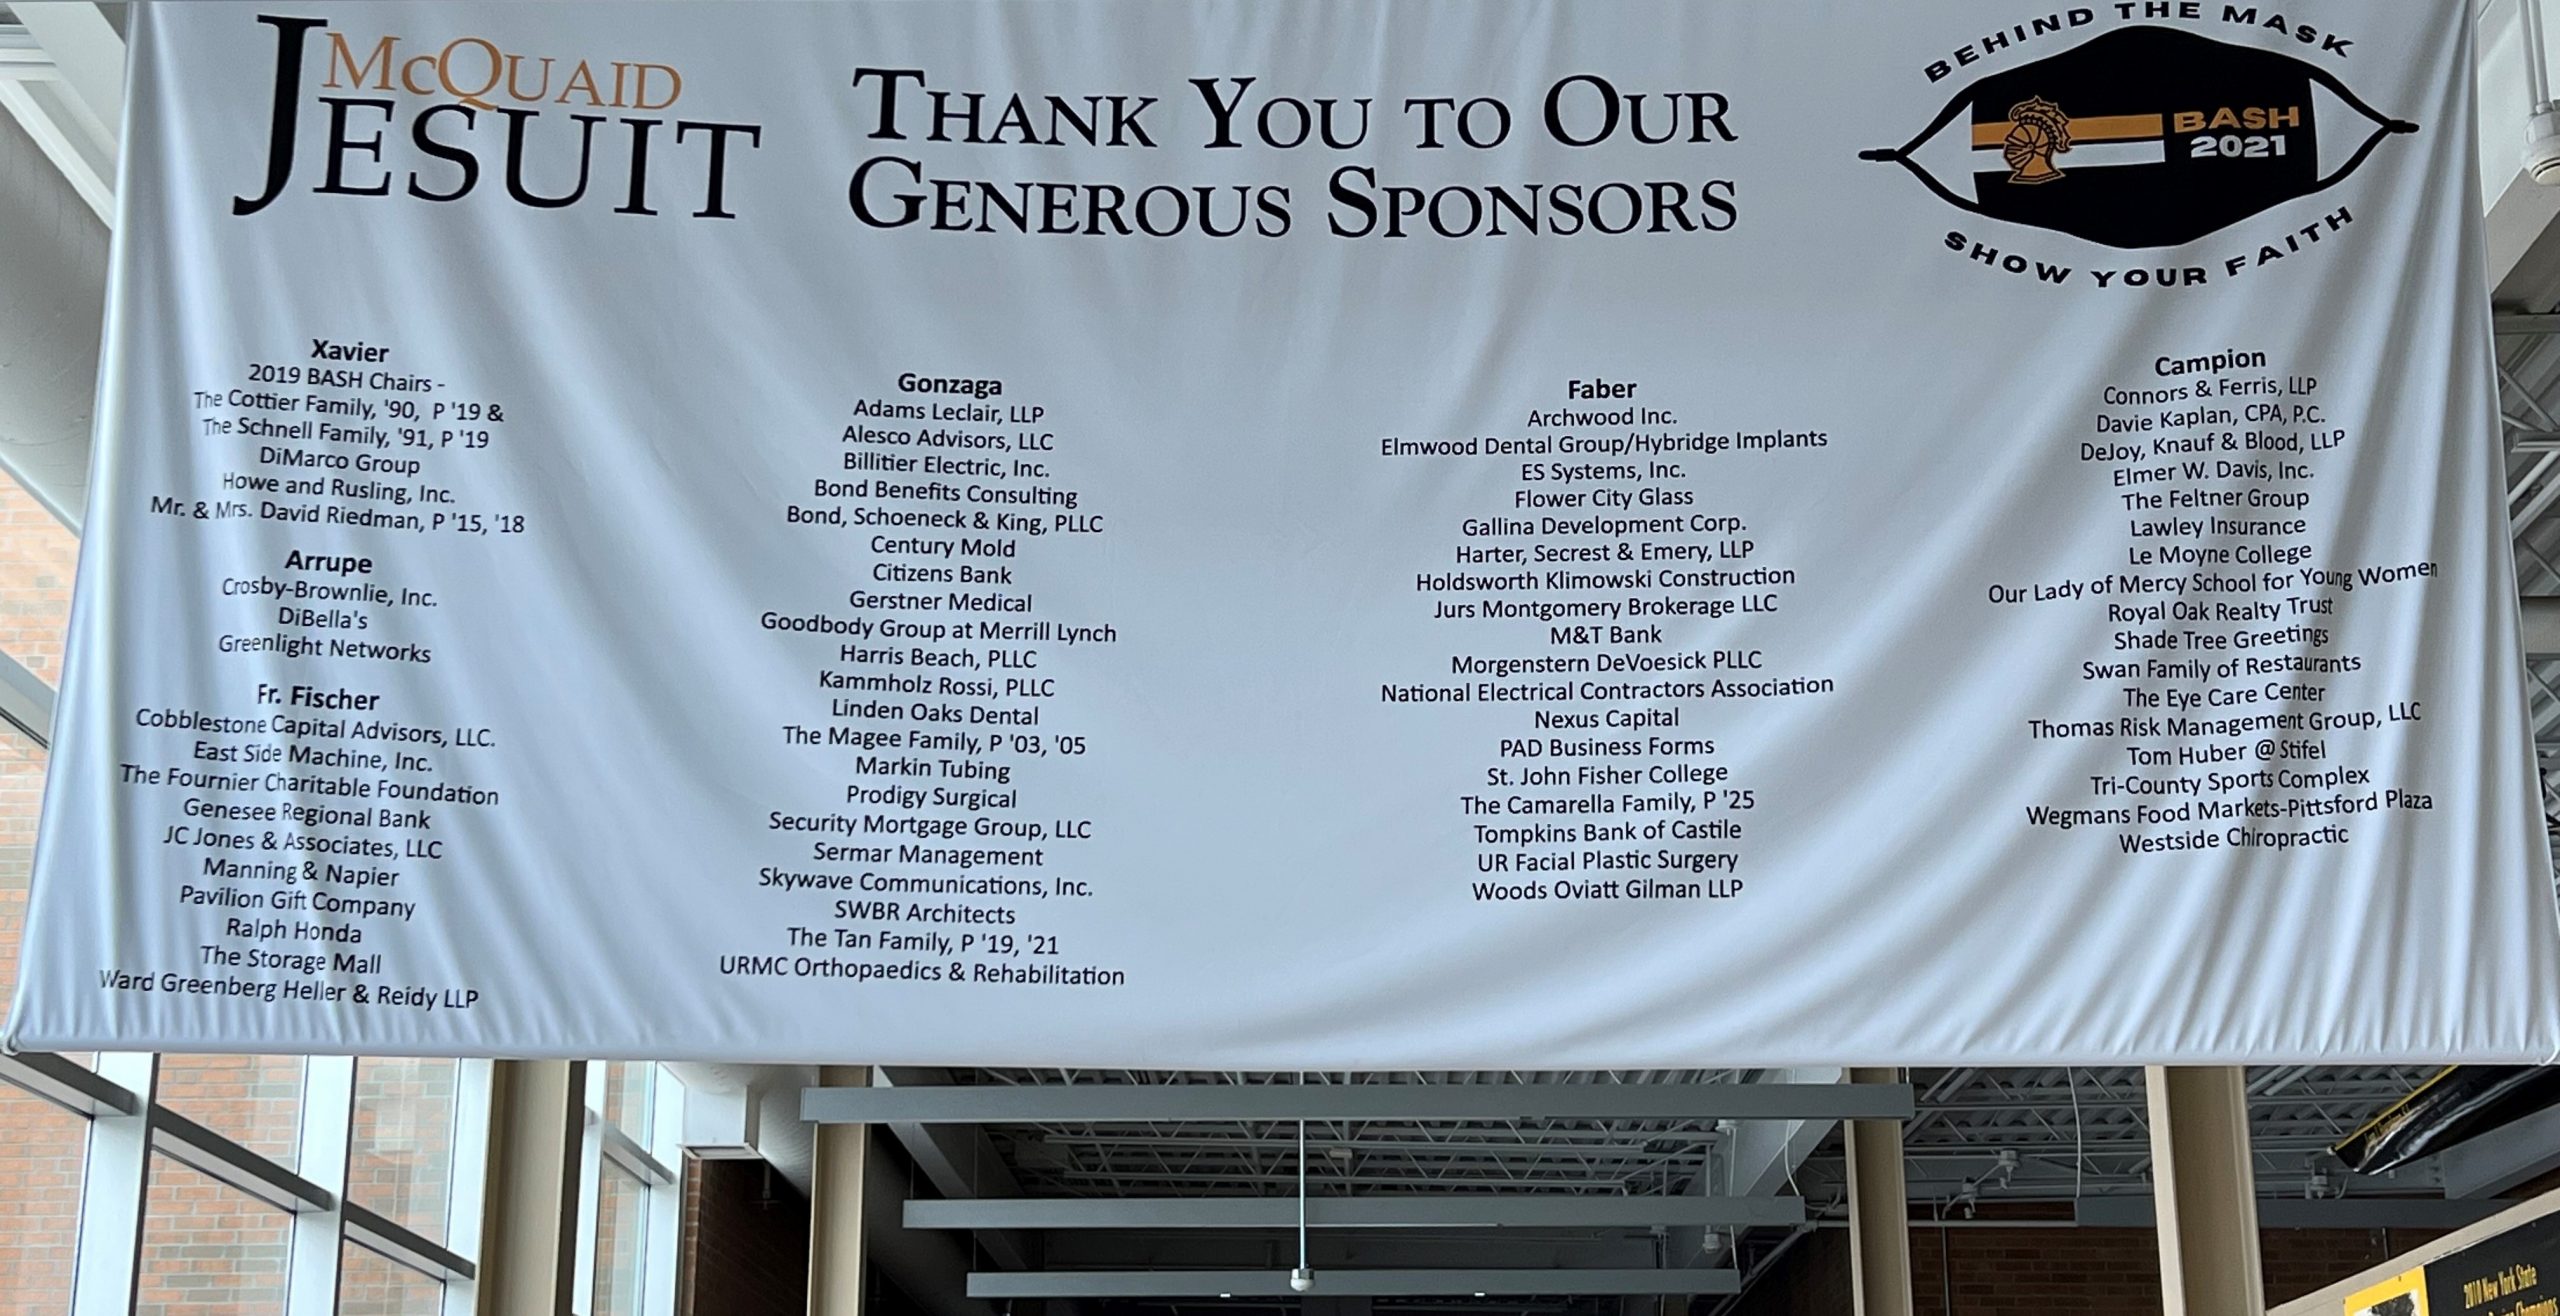 McQuaid
Jesuit
Thank You to Our
Generous Sponsors
BEHIND THE MASK
BASH
2021
SHOW YOUR FAITH
Xavier
2019 BASH Chairs -
The Cottier Family, '90, P '19 &
The Schnell Family, '91, P '19
DiMarco Group
Howe and Rusling, Inc.
Mr. & Mrs. David Riedman, P '15, '18
Arrupe
Crosby-Brownlie, Inc.
DiBella's
Greenlight Networks
Fr. Fischer
Cobblestone Capital Advisors, LLC.
East Side Machine, Inc.
The Fournier Charitable Foundation
Genesee Regional Bank
JC Jones & Associates, LLC
Manning & Napier
Pavilion Gift Company
Ralph Honda
The Storage Mall
Ward Greenberg Heller & Reidy LLP
Gonzaga
Adams Leclair, LLP
Alesco Advisors, LLC
Billitier Electric, Inc.
Bond Benefits Consulting
Bond, Schoeneck & King, PLLC
Century Mold
Citizens Bank
Gerstner Medical
Goodbody Group at Merrill Lynch
Harris Beach, PLLC
Kammholz Rossi, PLLC
Linden Oaks Dental
The Magee Family, P '03, '05
Markin Tubing
Prodigy Surgical
Security Mortgage Group, LLC
Sermar Management
Skywave Communications, Inc.
SWBR Architects
The Tan Family, P '19, '21
URMC Orthopaedics & Rehabilitation
Faber
Archwood Inc.
Elmwood Dental Group/Hybridge Implants
ES Systems, Inc.
Flower City Glass
Gallina Development Corp.
Harter, Secrest & Emery, LLP
Holdsworth Klimowski Construction
Jurs Montgomery Brokerage LLC
M&T Bank
Morgenstern DeVoesick PLLC
National Electrical Contractors Association
Nexus Capital
PAD Business Forms
St. John Fisher College
The Camarella Family, P '25
Tompkins Bank of Castile
UR Facial Plastic Surgery
Woods Oviatt Gilman LLP
Campion
Connors & Ferris, LLP
Davie Kaplan, CPA, P.C.
DeJoy, Knauf & Blood, LLP
Elmer W. Davis, Inc.
The Feltner Group
Lawley Insurance
Le Moyne College
Our Lady of Mercy School for Young Women
Royal Oak Realty Trust
Shade Tree Greetings
Swan Family of Restaurants
The Eye Care Center
Thomas Risk Management Group, LLC
Tom Huber @ Stifel
Tri-County Sports Complex
Wegmans Food Markets-Pittsford Plaza
Westside Chiropractic
2010 New York State